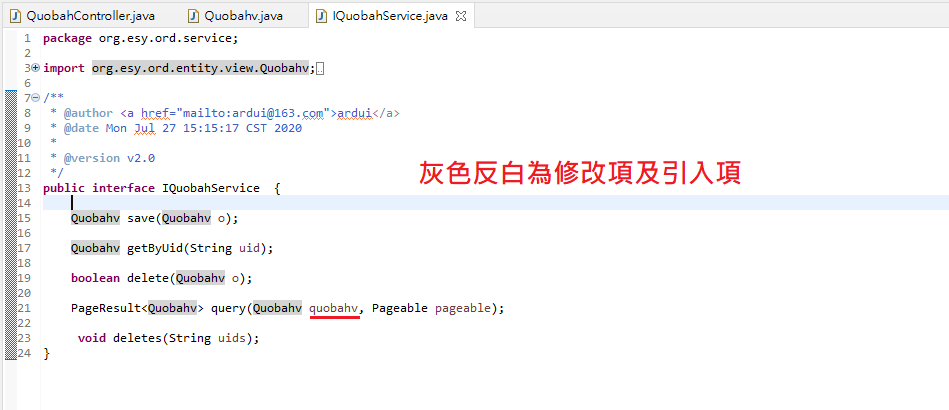 QuobahController.java Quobahv.java IQuobahService.java
1 package org.esy.ord.service;
2
3 import org.esy.ord.entity.view.Quobahv;
6
7 /**
8 * @author <a href="mailto:ardui@163.com">ardui</a>
9 * @date Mon Jul 27 15:15:17 CST 2020
10 *
11 * @version v2.0
12 */
13 public interface IQuobahService {
灰色反白為修改項及引入項
14
15 Quobahv save(Quobahv o);
16
17 Quobahv getByUid(String uid);
18
19 boolean delete(Quobahv o);
20
21 PageResult<Quobahv> query(Quobahv quobahv, Pageable pageable);
22
23 void deletes(String uids);
24 }